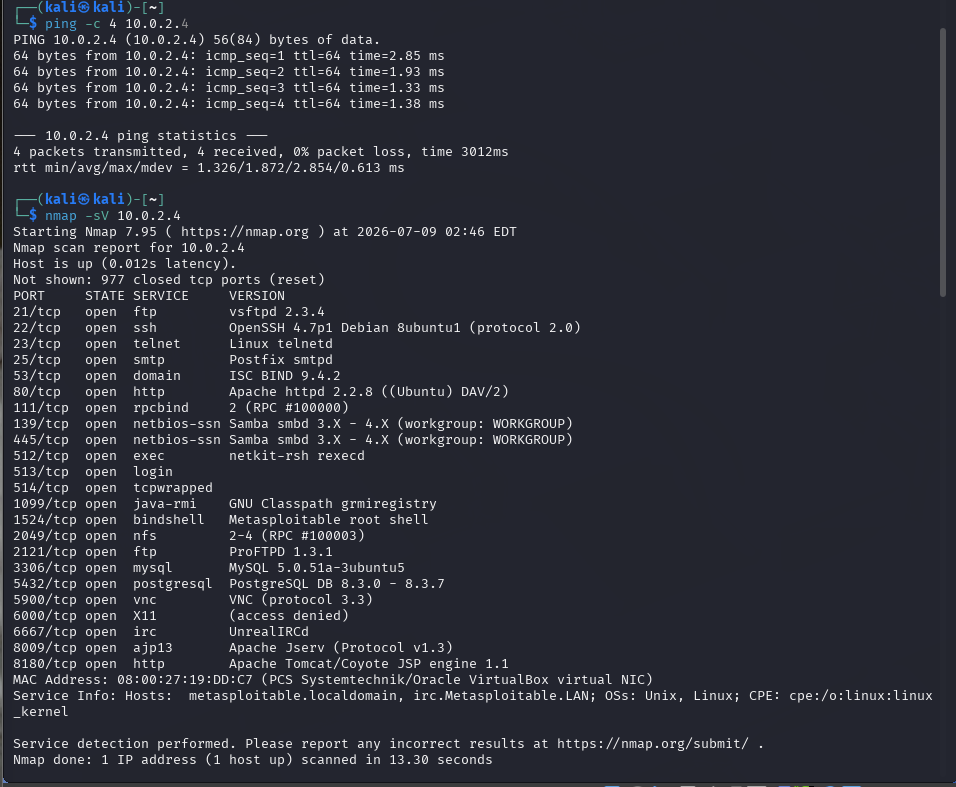 ┌──(kali㉿kali)-[~]
└─$ ping -c 4 10.0.2.4
PING 10.0.2.4 (10.0.2.4) 56(84) bytes of data.
64 bytes from 10.0.2.4: icmp_seq=1 ttl=64 time=2.85 ms
64 bytes from 10.0.2.4: icmp_seq=2 ttl=64 time=1.93 ms
64 bytes from 10.0.2.4: icmp_seq=3 ttl=64 time=1.33 ms
64 bytes from 10.0.2.4: icmp_seq=4 ttl=64 time=1.38 ms

--- 10.0.2.4 ping statistics ---
4 packets transmitted, 4 received, 0% packet loss, time 3012ms
rtt min/avg/max/mdev = 1.326/1.872/2.854/0.613 ms

┌──(kali㉿kali)-[~]
└─$ nmap -sV 10.0.2.4
Starting Nmap 7.95 ( https://nmap.org ) at 2026-07-09 02:46 EDT
Nmap scan report for 10.0.2.4
Host is up (0.012s latency).
Not shown: 977 closed tcp ports (reset)
PORT     STATE SERVICE     VERSION
21/tcp   open  ftp         vsftpd 2.3.4
22/tcp   open  ssh         OpenSSH 4.7p1 Debian 8ubuntu1 (protocol 2.0)
23/tcp   open  telnet      Linux telnetd
25/tcp   open  smtp        Postfix smtpd
53/tcp   open  domain      ISC BIND 9.4.2
80/tcp   open  http        Apache httpd 2.2.8 ((Ubuntu) DAV/2)
111/tcp  open  rpcbind     2 (RPC #100000)
139/tcp  open  netbios-ssn Samba smbd 3.X - 4.X (workgroup: WORKGROUP)
445/tcp  open  netbios-ssn Samba smbd 3.X - 4.X (workgroup: WORKGROUP)
512/tcp  open  exec        netkit-rsh rexecd
513/tcp  open  login
514/tcp  open  tcpwrapped
1099/tcp open  java-rmi    GNU Classpath grmiregistry
1524/tcp open  bindshell   Metasploitable root shell
2049/tcp open  nfs         2-4 (RPC #100003)
2121/tcp open  ftp         ProFTPD 1.3.1
3306/tcp open  mysql       MySQL 5.0.51a-3ubuntu5
5432/tcp open  postgresql  PostgreSQL DB 8.3.0 - 8.3.7
5900/tcp open  vnc         VNC (protocol 3.3)
6000/tcp open  X11         (access denied)
6667/tcp open  irc         UnrealIRCd
8009/tcp open  ajp13       Apache Jserv (Protocol v1.3)
8180/tcp open  http        Apache Tomcat/Coyote JSP engine 1.1
MAC Address: 08:00:27:19:DD:C7 (PCS Systemtechnik/Oracle VirtualBox virtual NIC)
Service Info: Hosts:  metasploitable.localdomain, irc.Metasploitable.LAN; OSs: Unix, Linux; CPE: cpe:/o:linux:linux
_kernel

Service detection performed. Please report any incorrect results at https://nmap.org/submit/ .
Nmap done: 1 IP address (1 host up) scanned in 13.30 seconds